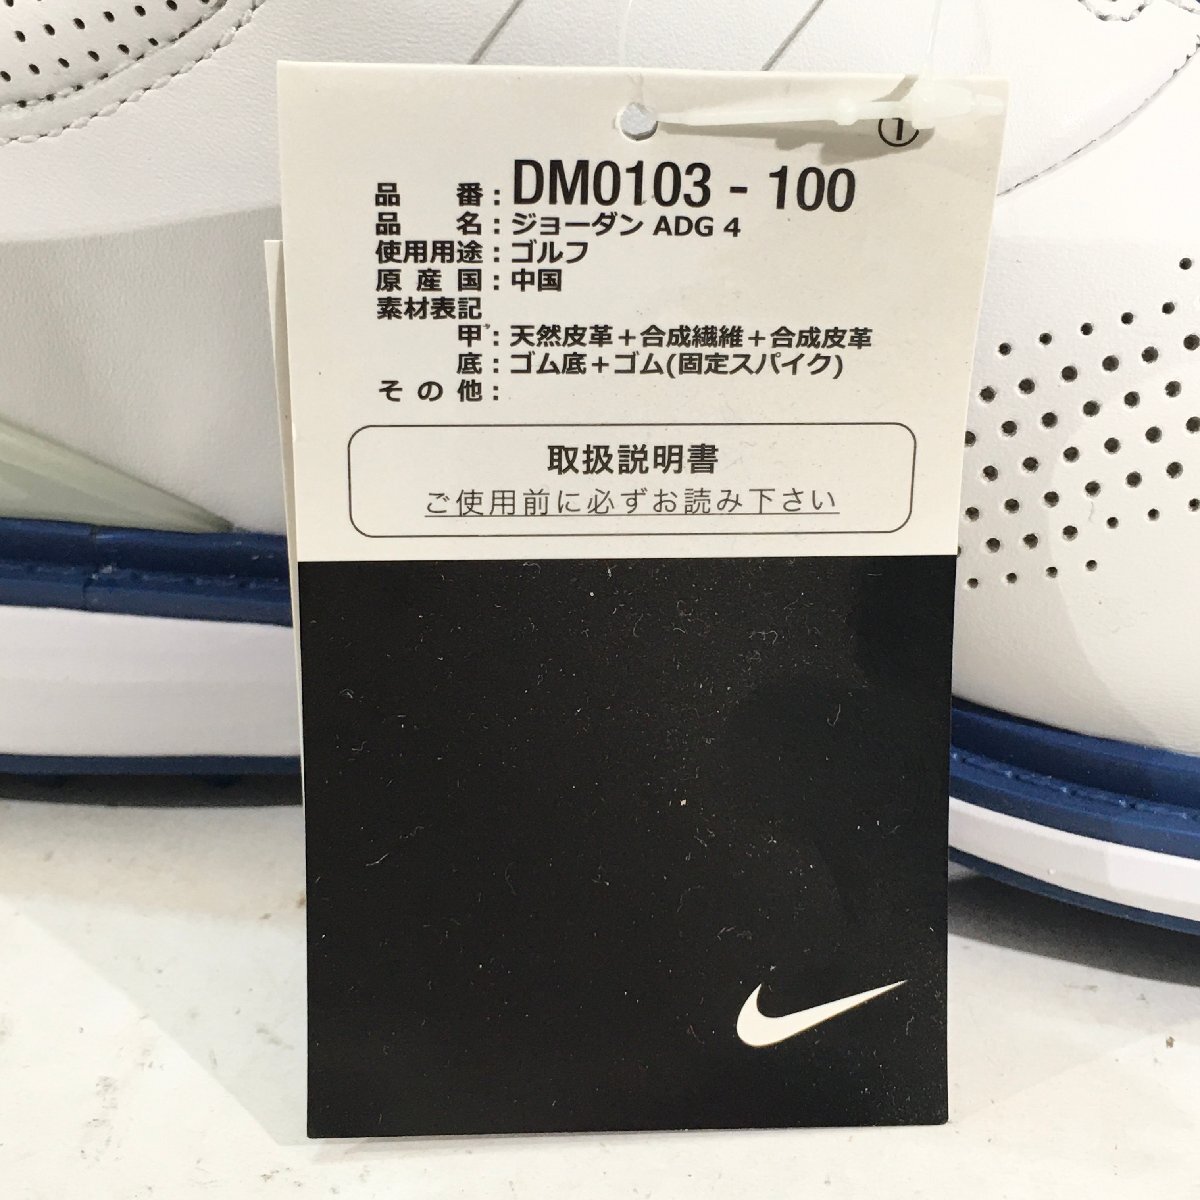 ①
品番：DM0103 - 100
品名：ジョーダン ADG 4
使用用途：ゴルフ
原産国：中国
素材表記
甲：天然皮革＋合成繊維＋合成皮革
底：ゴム底＋ゴム(固定スパイク)
その他：
取扱説明書
ご使用前に必ずお読み下さい